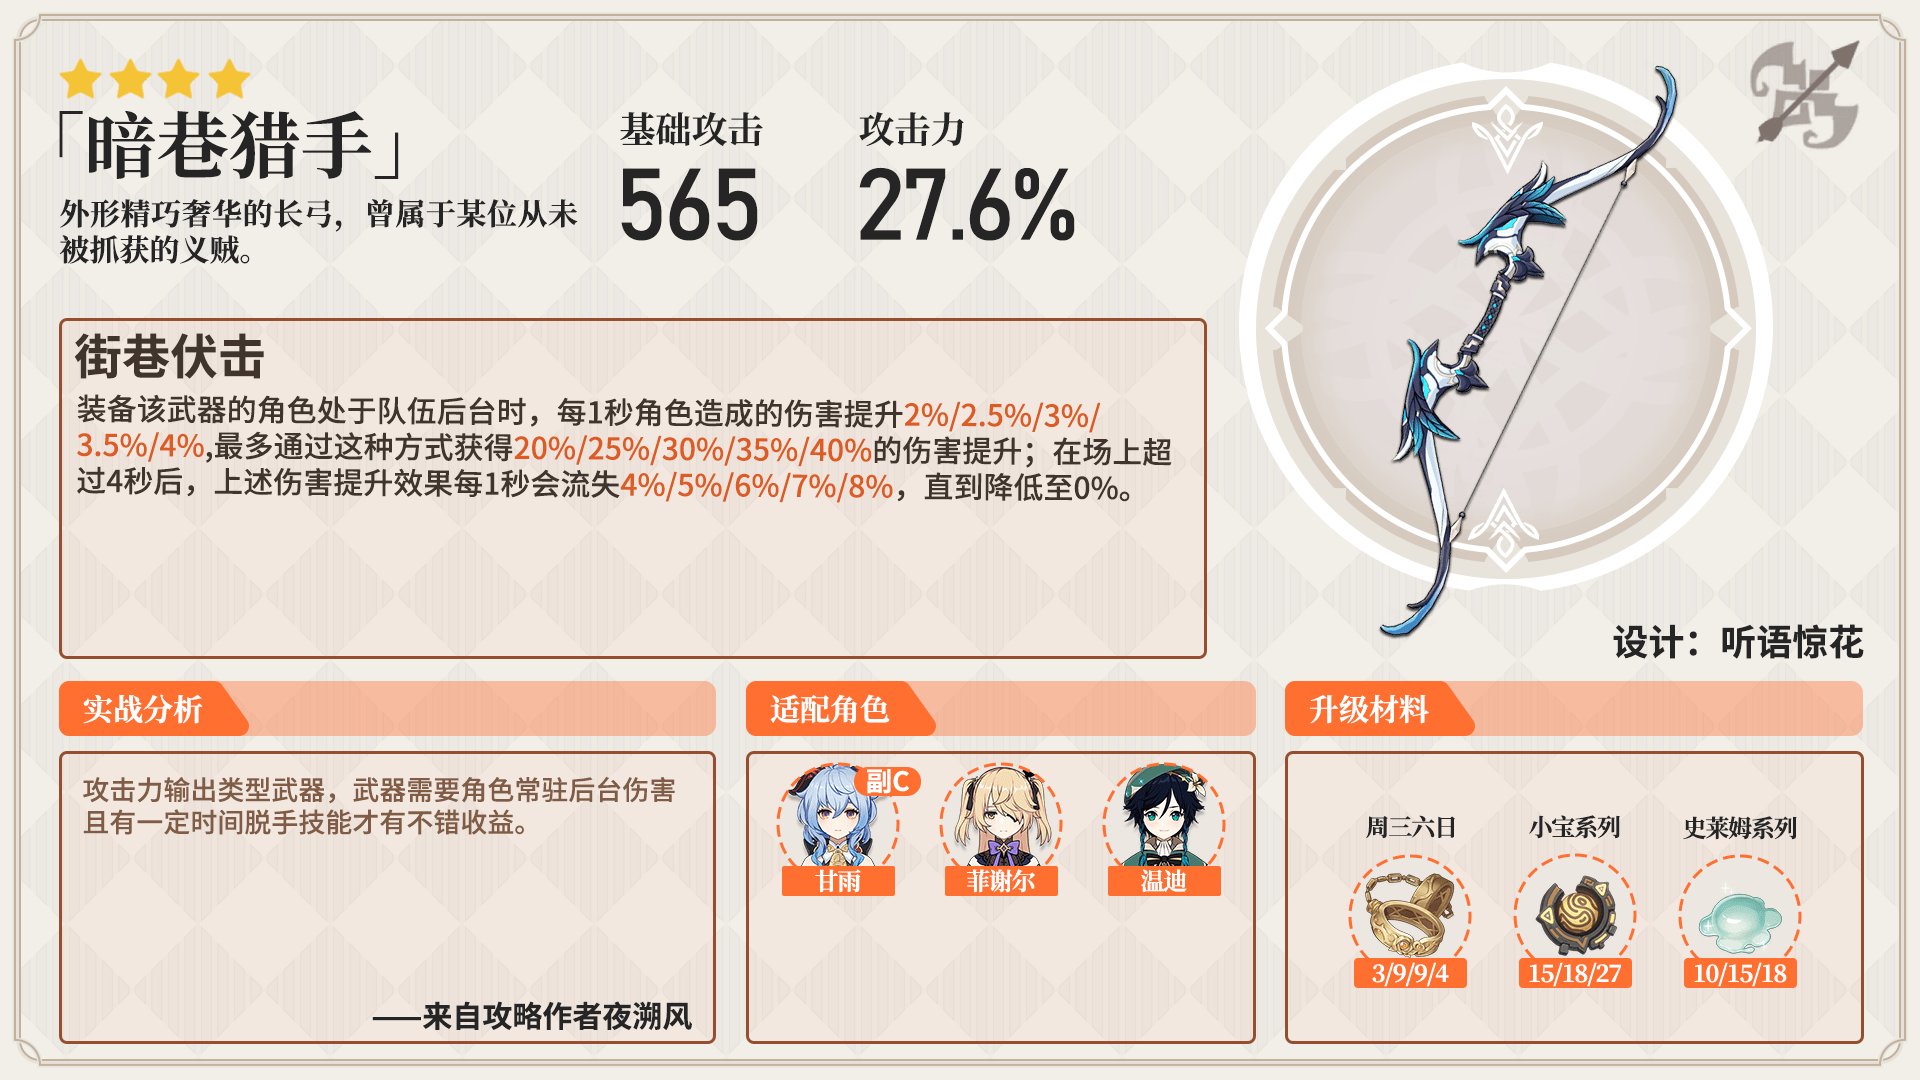 「暗巷猎手」
外形精巧奢华的长弓，曾属于某位从未
被抓获的义贼。
基础攻击
565
攻击力
27.6%
街巷伏击
装备该武器的角色处于队伍后台时，每1秒角色造成的伤害提升2%/2.5%/3%/
3.5%/4%,最多通过这种方式获得20%/25%/30%/35%/40%的伤害提升；在场上超
过4秒后，上述伤害提升效果每1秒会流失4%/5%/6%/7%/8%，直到降低至0%。
设计：听语惊花
实战分析
攻击力输出类型武器，武器需要角色常驻后台伤害
且有一定时间脱手技能才有不错收益。
——来自攻略作者夜溯风
适配角色
副C
甘雨
菲谢尔
温迪
升级材料
周三六日
小宝系列
史莱姆系列
3/9/9/4
15/18/27
10/15/18